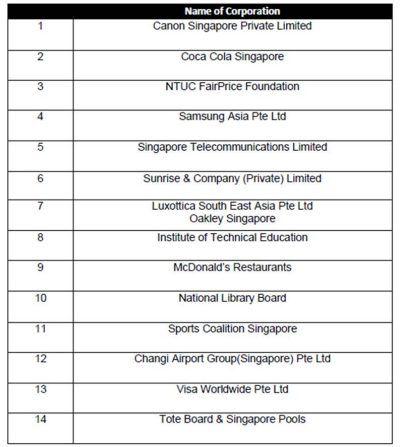 Name of Corporation
1 Canon Singapore Private Limited
2 Coca Cola Singapore
3 NTUC FairPrice Foundation
4 Samsung Asia Pte Ltd
5 Singapore Telecommunications Limited
6 Sunrise & Company (Private) Limited
7 Luxottica South East Asia Pte Ltd
Oakley Singapore
8 Institute of Technical Education
9 McDonald's Restaurants
10 National Library Board
11 Sports Coalition Singapore
12 Changi Airport Group(Singapore) Pte Ltd
13 Visa Worldwide Pte Ltd
14 Tote Board & Singapore Pools